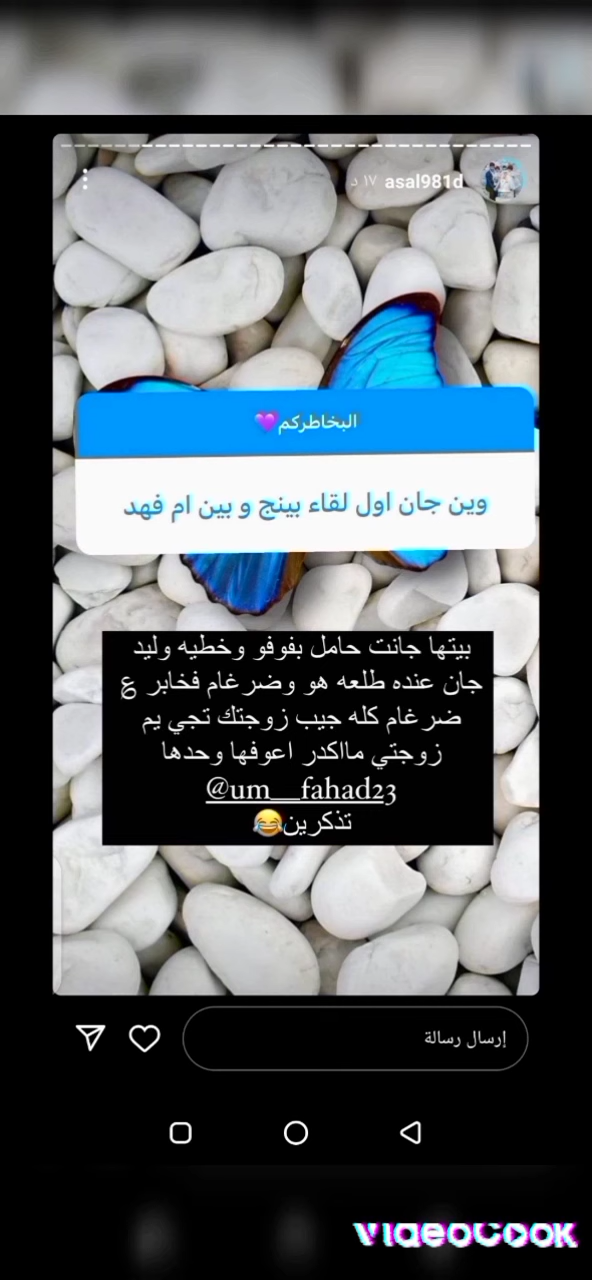 asal981d ١٧ د
البخاطركم💜
وين جان اول لقاء بينج و بين ام فهد
بيتها جانت حامل بفوفو وخطيه وليد
جان عنده طلعه هو وضرغام فخابر ع
ضرغام كله جيب زوجتك تجي يم
زوجتي مااكدر اعوفها وحدها
@um__fahad23
تذكرين😂
إرسال رسالة
VIDEOCOOK